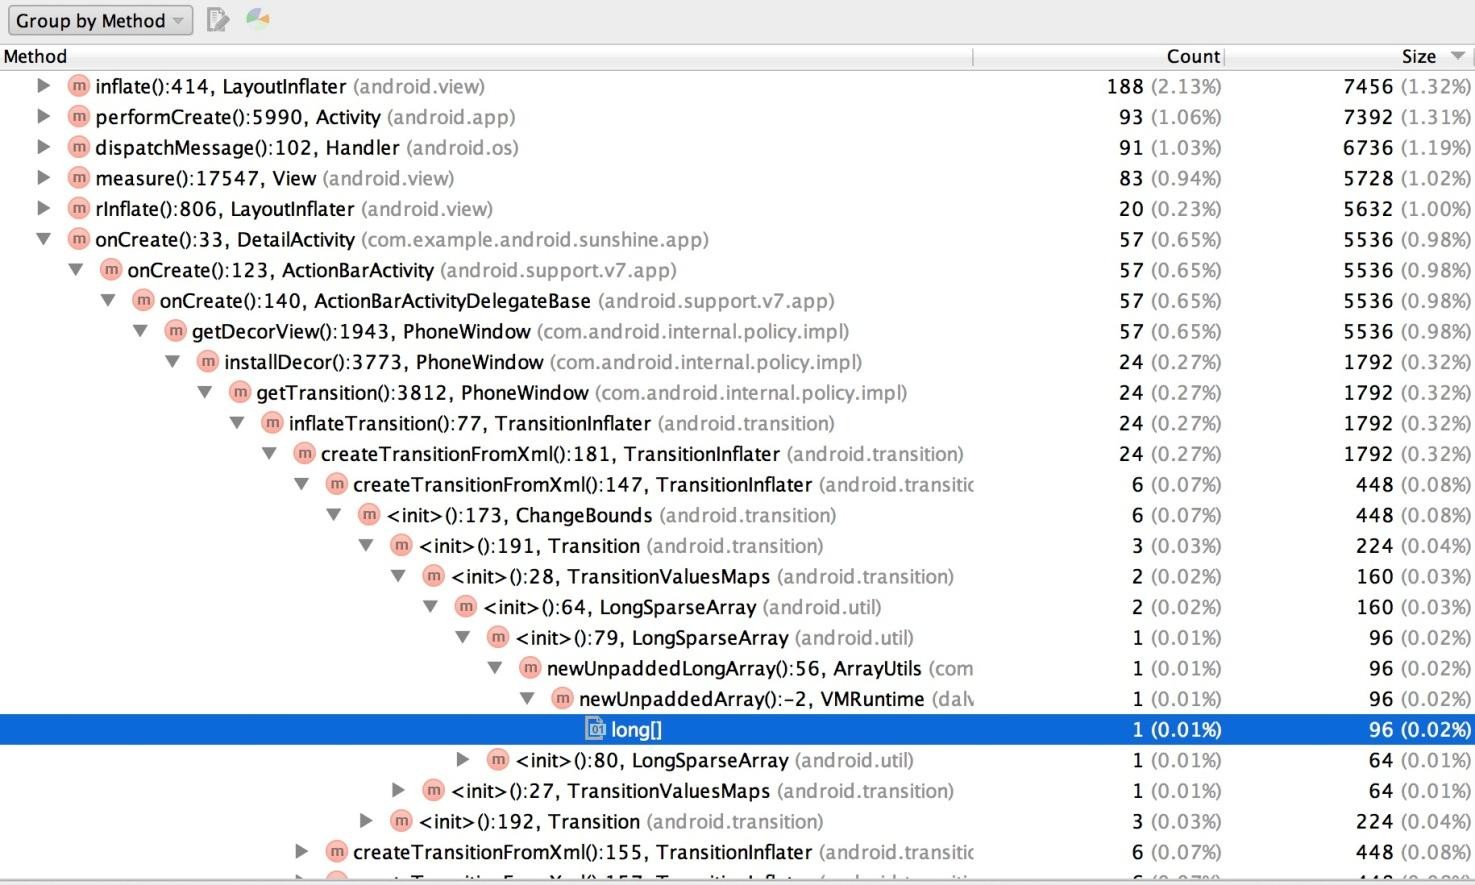 Group by Method
Method Count Size
m inflate():414, LayoutInflater (android.view) 188 (2.13%) 7456 (1.32%)
m performCreate():5990, Activity (android.app) 93 (1.06%) 7392 (1.31%)
m dispatchMessage():102, Handler (android.os) 91 (1.03%) 6736 (1.19%)
m measure():17547, View (android.view) 83 (0.94%) 5728 (1.02%)
m rInflate():806, LayoutInflater (android.view) 20 (0.23%) 5632 (1.00%)
m onCreate():33, DetailActivity (com.example.android.sunshine.app) 57 (0.65%) 5536 (0.98%)
m onCreate():123, ActionBarActivity (android.support.v7.app) 57 (0.65%) 5536 (0.98%)
m onCreate():140, ActionBarActivityDelegateBase (android.support.v7.app) 57 (0.65%) 5536 (0.98%)
m getDecorView():1943, PhoneWindow (com.android.internal.policy.impl) 57 (0.65%) 5536 (0.98%)
m installDecor():3773, PhoneWindow (com.android.internal.policy.impl) 24 (0.27%) 1792 (0.32%)
m getTransition():3812, PhoneWindow (com.android.internal.policy.impl) 24 (0.27%) 1792 (0.32%)
m inflateTransition():77, TransitionInflater (android.transition) 24 (0.27%) 1792 (0.32%)
m createTransitionFromXml():181, TransitionInflater (android.transition) 24 (0.27%) 1792 (0.32%)
m createTransitionFromXml():147, TransitionInflater (android.transitic 6 (0.07%) 448 (0.08%)
m <init>():173, ChangeBounds (android.transition) 6 (0.07%) 448 (0.08%)
m <init>():191, Transition (android.transition) 3 (0.03%) 224 (0.04%)
m <init>():28, TransitionValuesMaps (android.transition) 2 (0.02%) 160 (0.03%)
m <init>():64, LongSparseArray (android.util) 2 (0.02%) 160 (0.03%)
m <init>():79, LongSparseArray (android.util) 1 (0.01%) 96 (0.02%)
m newUnpaddedLongArray():56, ArrayUtils (com 1 (0.01%) 96 (0.02%)
m newUnpaddedArray():-2, VMRuntime (dalv 1 (0.01%) 96 (0.02%)
01 long[] 1 (0.01%) 96 (0.02%)
m <init>():80, LongSparseArray (android.util) 1 (0.01%) 64 (0.01%)
m <init>():27, TransitionValuesMaps (android.transition) 1 (0.01%) 64 (0.01%)
m <init>():192, Transition (android.transition) 3 (0.03%) 224 (0.04%)
m createTransitionFromXml():155, TransitionInflater (android.transitic 6 (0.07%) 448 (0.08%)